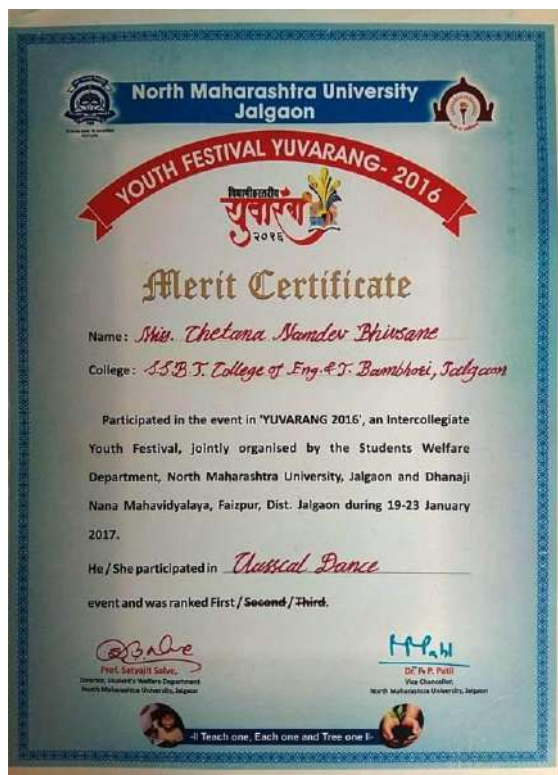 North Maharashtra University
Jalgaon
YOUTH FESTIVAL YUVARANG- 2016
युवारंग
२०१६
Merit Certificate
Name: Miss. Chetana Namdev Bhivsane
College: S.S.B.T. College of Eng.&T. Bambhori, Jalgaon
Participated in the event in 'YUVARANG 2016', an Intercollegiate
Youth Festival, jointly organised by the Students Welfare
Department, North Maharashtra University, Jalgaon and Dhanaji
Nana Mahavidyalaya, Faizpur, Dist. Jalgaon during 19-23 January
2017.
He / She participated in Classical Dance
event and was ranked First / Second / Third.
Prof. Satyajit Salve,
Director, Student's Welfare Department
North Maharashtra University, Jalgaon
Dr. P. P. Patil
Vice Chancellor,
North Maharashtra University, Jalgaon
-II Teach one, Each one and Tree one II-